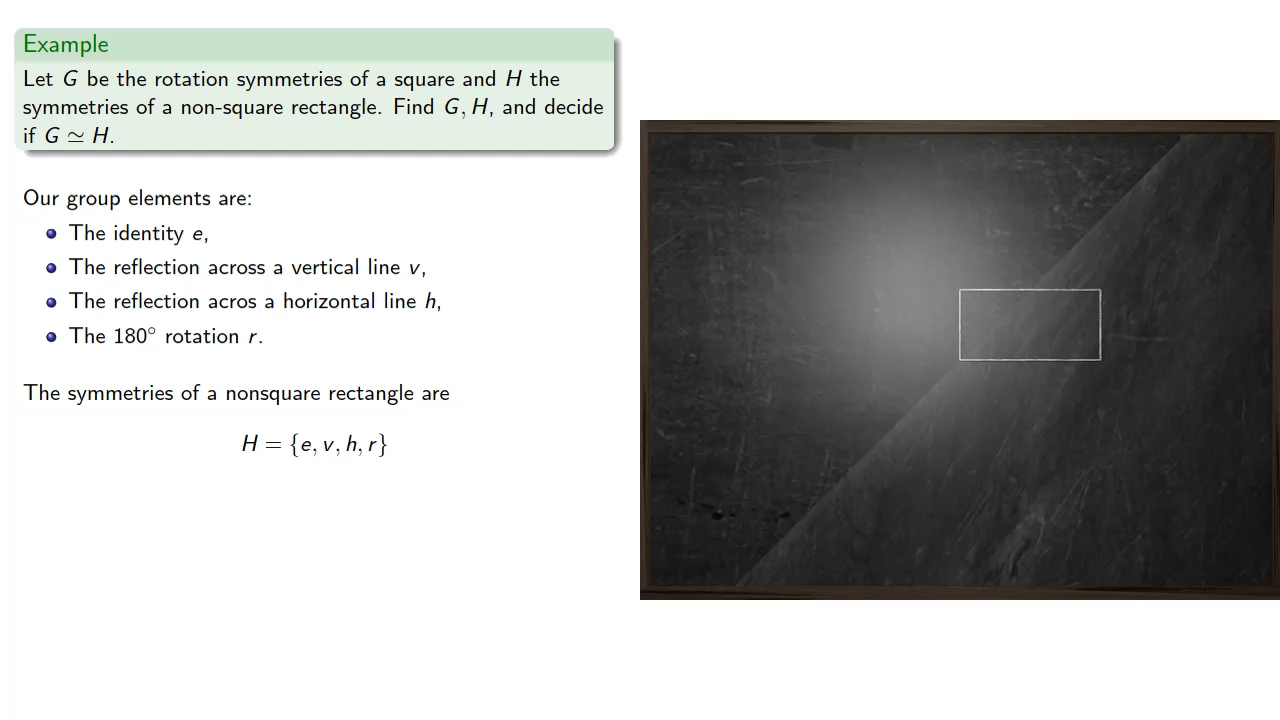 Example
Let G be the rotation symmetries of a square and H the
symmetries of a non-square rectangle. Find G, H, and decide
if G ≃ H.
Our group elements are:
The identity e,
The reflection across a vertical line v,
The reflection acros a horizontal line h,
The 180° rotation r.
The symmetries of a nonsquare rectangle are
H = {e, v, h, r}